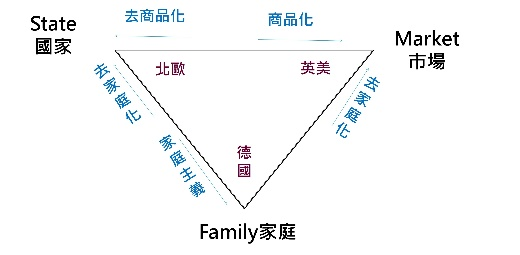 去商品化
商品化
State
國家
Market
市場
北歐
英美
去家庭化
去家庭化
家庭主義
德國
Family家庭